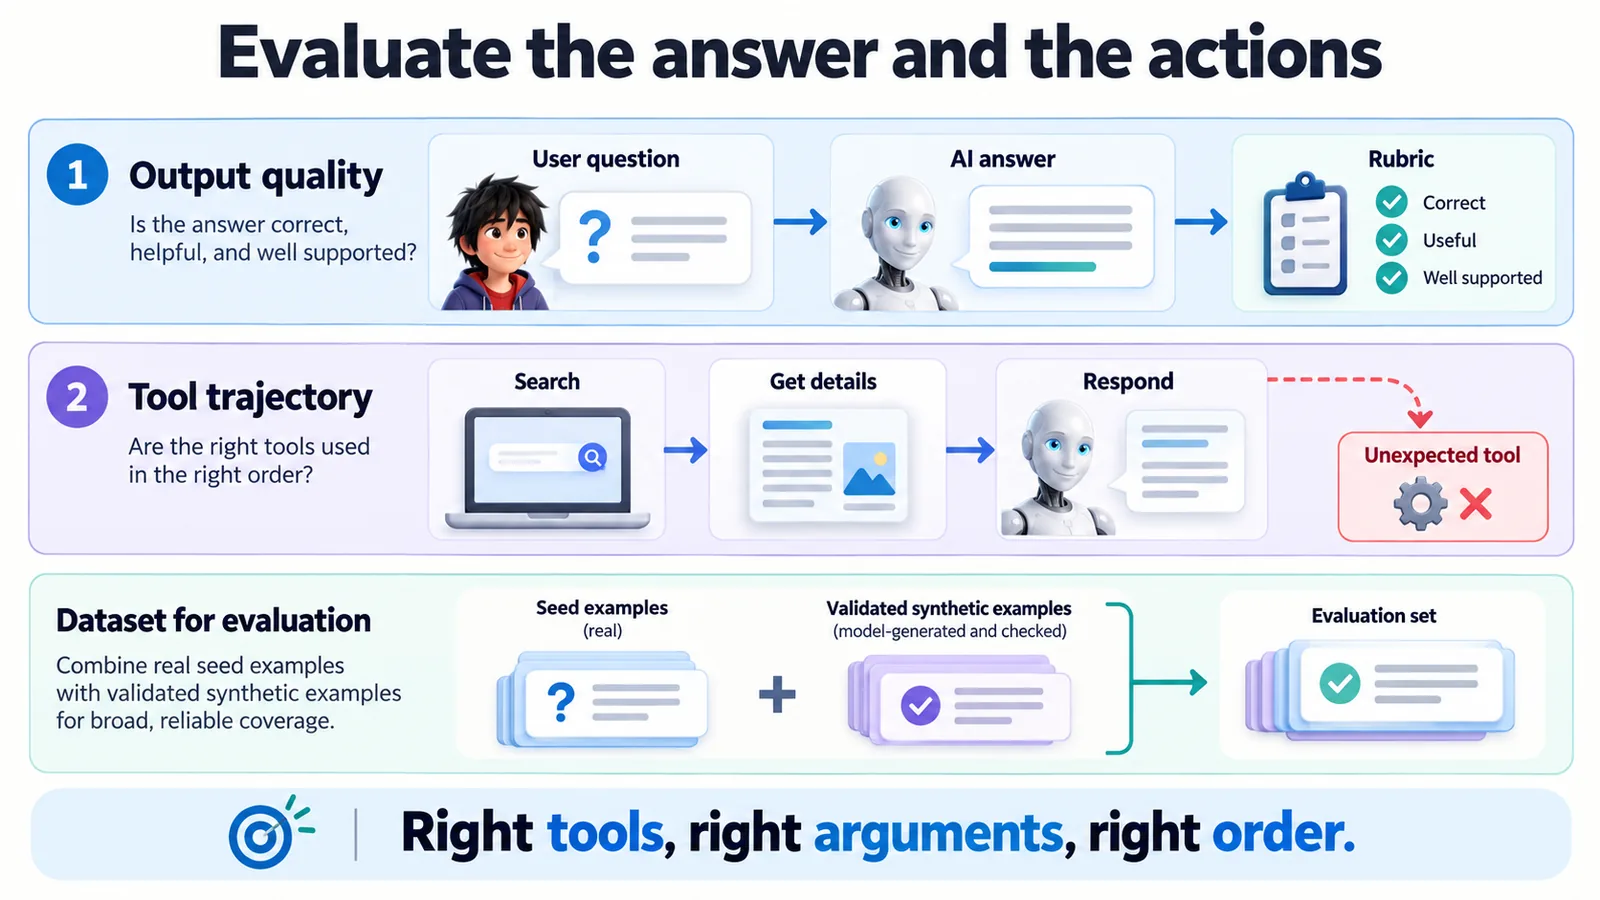 Evaluate the answer and the actions
1
Output quality
Is the answer correct,
helpful, and well supported?
User question
?
AI answer
Rubric
Correct
Useful
Well supported
2
Tool trajectory
Are the right tools used
in the right order?
Search
Get details
Respond
Unexpected tool
Dataset for evaluation
Combine real seed examples
with validated synthetic examples
for broad, reliable coverage.
Seed examples
(real)
?
Validated synthetic examples
(model-generated and checked)
Evaluation set
Right tools, right arguments, right order.